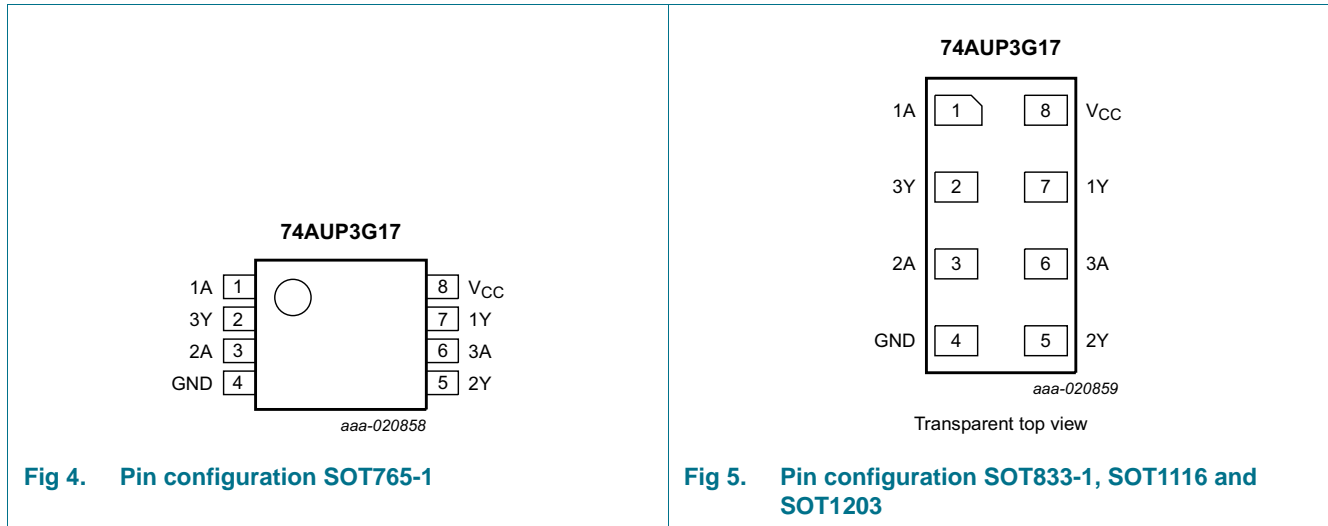 74AUP3G17
1A 1 8 VCC
3Y 2 7 1Y
2A 3 6 3A
GND 4 5 2Y
aaa-020858
Fig 4. Pin configuration SOT765-1
74AUP3G17
1A 1 8 VCC
3Y 2 7 1Y
2A 3 6 3A
GND 4 5 2Y
aaa-020859
Transparent top view
Fig 5. Pin configuration SOT833-1, SOT1116 and
SOT1203